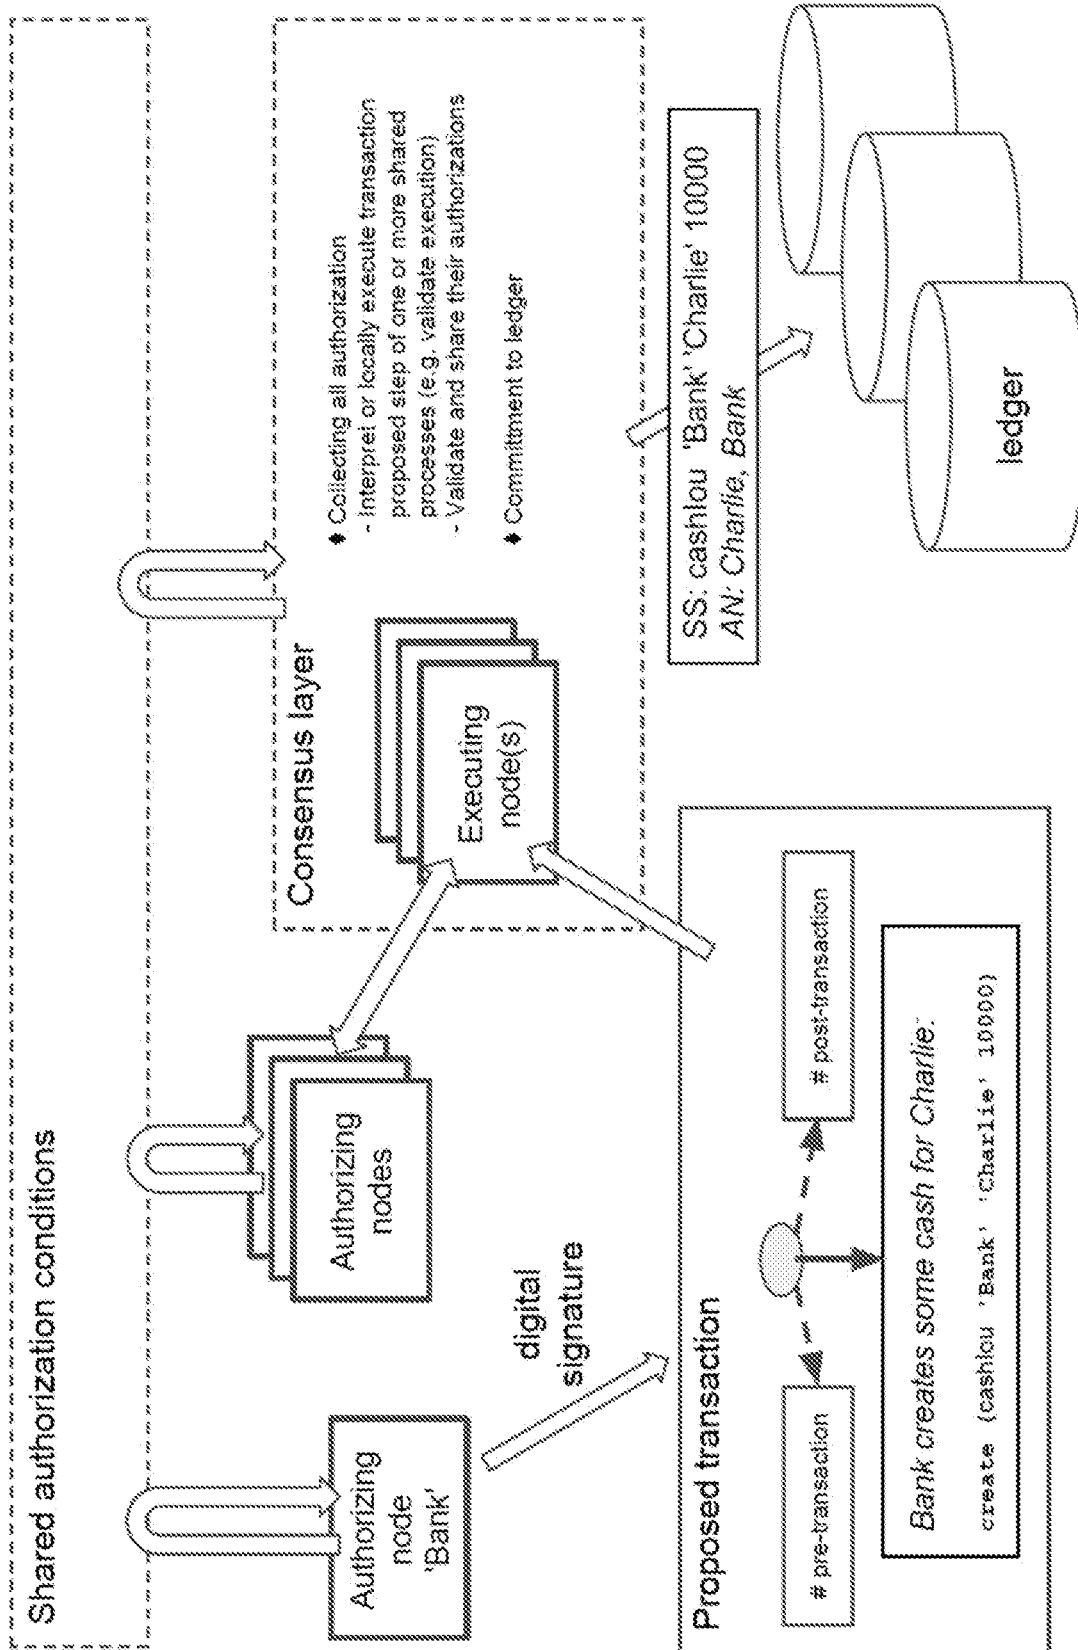 Shared authorization conditions
Authorizing
node
'Bank'
Authorizing
nodes
digital
signature
Consensus layer
Executing
node(s)
♦ Collecting all authorization
- Interpret or locally execute transaction
proposed step of one or more shared
processes (e.g. validate execution)
- Validate and share their authorizations
♦ Commitment to ledger
Proposed transaction
# pre-transaction
# post-transaction
Bank creates some cash for Charlie:
create (cashIou 'Bank' 'Charlie' 10000)
SS: cashIou 'Bank' 'Charlie' 10000
AN: Charlie, Bank
ledger